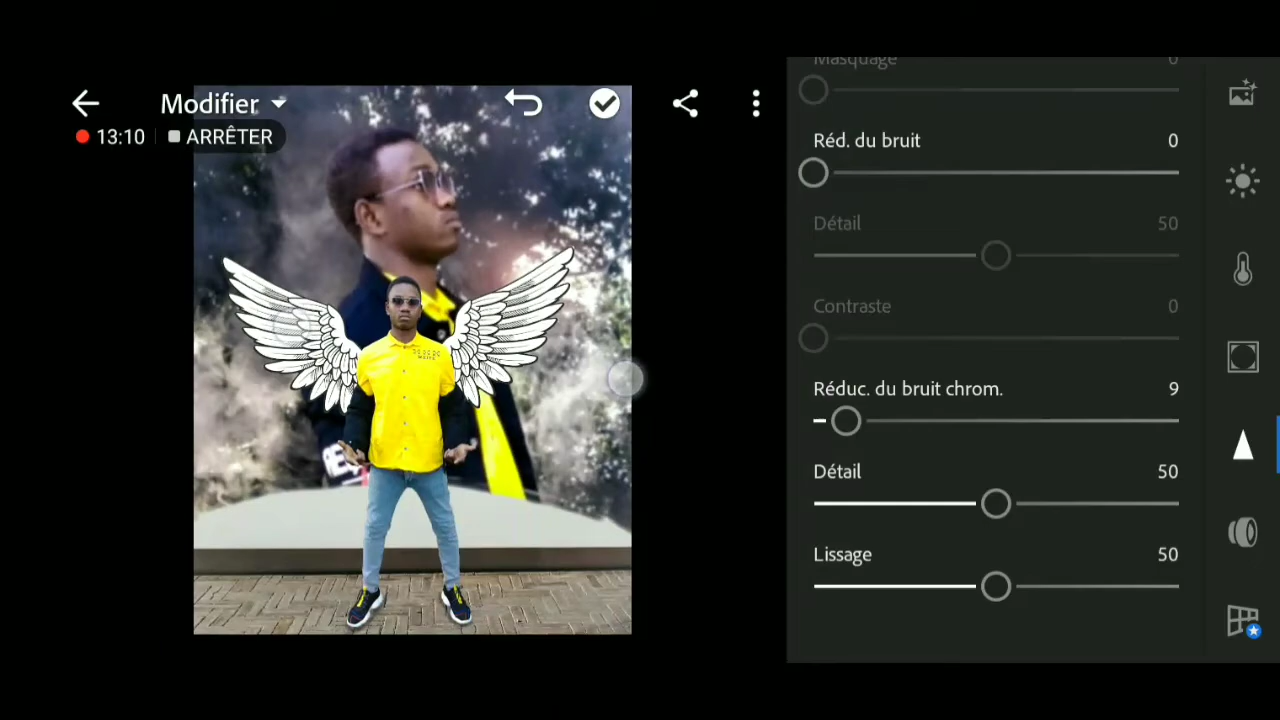 Modifier
13:10
ARRÊTER
Masquage 0
Réd. du bruit 0
Détail 50
Contraste 0
Réduc. du bruit chrom. 9
Détail 50
Lissage 50